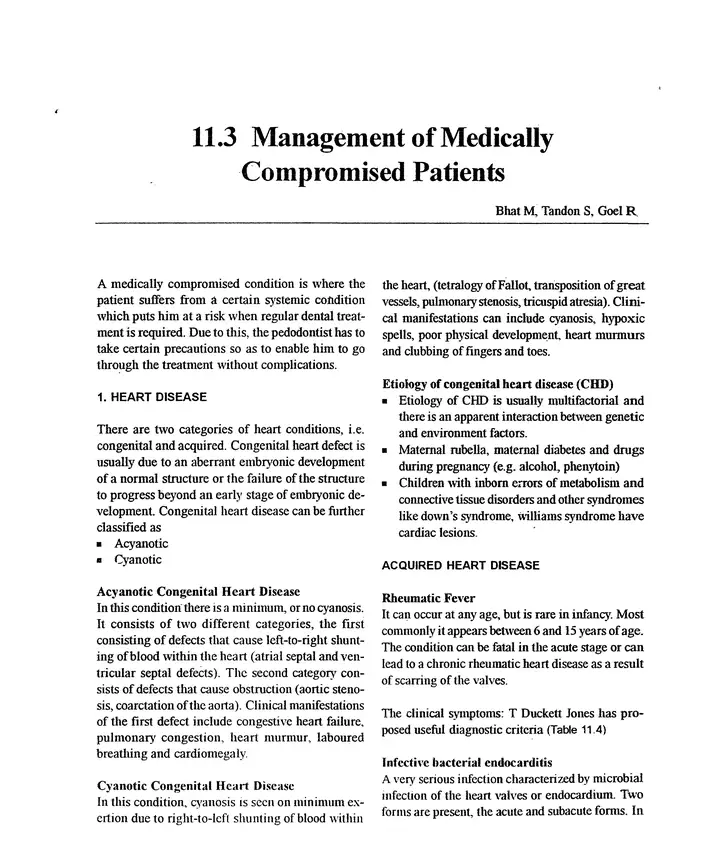 11.3 Management of Medically
Compromised Patients
Bhat M, Tandon S, Goel R
A medically compromised condition is where the
patient suffers from a certain systemic condition
which puts him at a risk when regular dental treat-
ment is required. Due to this, the pedodontist has to
take certain precautions so as to enable him to go
through the treatment without complications.
1. HEART DISEASE
There are two categories of heart conditions, i.e.
congenital and acquired. Congenital heart defect is
usually due to an aberrant embryonic development
of a normal structure or the failure of the structure
to progress beyond an early stage of embryonic de-
velopment. Congenital heart disease can be further
classified as
▪ Acyanotic
▪ Cyanotic
Acyanotic Congenital Heart Disease
In this condition there is a minimum, or no cyanosis.
It consists of two different categories, the first
consisting of defects that cause left-to-right shunt-
ing of blood within the heart (atrial septal and ven-
tricular septal defects). The second category con-
sists of defects that cause obstruction (aortic steno-
sis, coarctation of the aorta). Clinical manifestations
of the first defect include congestive heart failure,
pulmonary congestion, heart murmur, laboured
breathing and cardiomegaly.
Cyanotic Congenital Heart Disease
In this condition, cyanosis is seen on minimum ex-
ertion due to right-to-left shunting of blood within
the heart, (tetralogy of Fallot, transposition of great
vessels, pulmonary stenosis, tricuspid atresia). Clini-
cal manifestations can include cyanosis, hypoxic
spells, poor physical development, heart murmurs
and clubbing of fingers and toes.
Etiology of congenital heart disease (CHD)
▪ Etiology of CHD is usually multifactorial and
there is an apparent interaction between genetic
and environment factors.
▪ Maternal rubella, maternal diabetes and drugs
during pregnancy (e.g. alcohol, phenytoin)
▪ Children with inborn errors of metabolism and
connective tissue disorders and other syndromes
like down's syndrome, williams syndrome have
cardiac lesions.
ACQUIRED HEART DISEASE
Rheumatic Fever
It can occur at any age, but is rare in infancy. Most
commonly it appears between 6 and 15 years of age.
The condition can be fatal in the acute stage or can
lead to a chronic rheumatic heart disease as a result
of scarring of the valves.
The clinical symptoms: T Duckett Jones has pro-
posed useful diagnostic criteria (Table 11.4)
Infective bacterial endocarditis
A very serious infection characterized by microbial
infection of the heart valves or endocardium. Two
forms are present, the acute and subacute forms. In